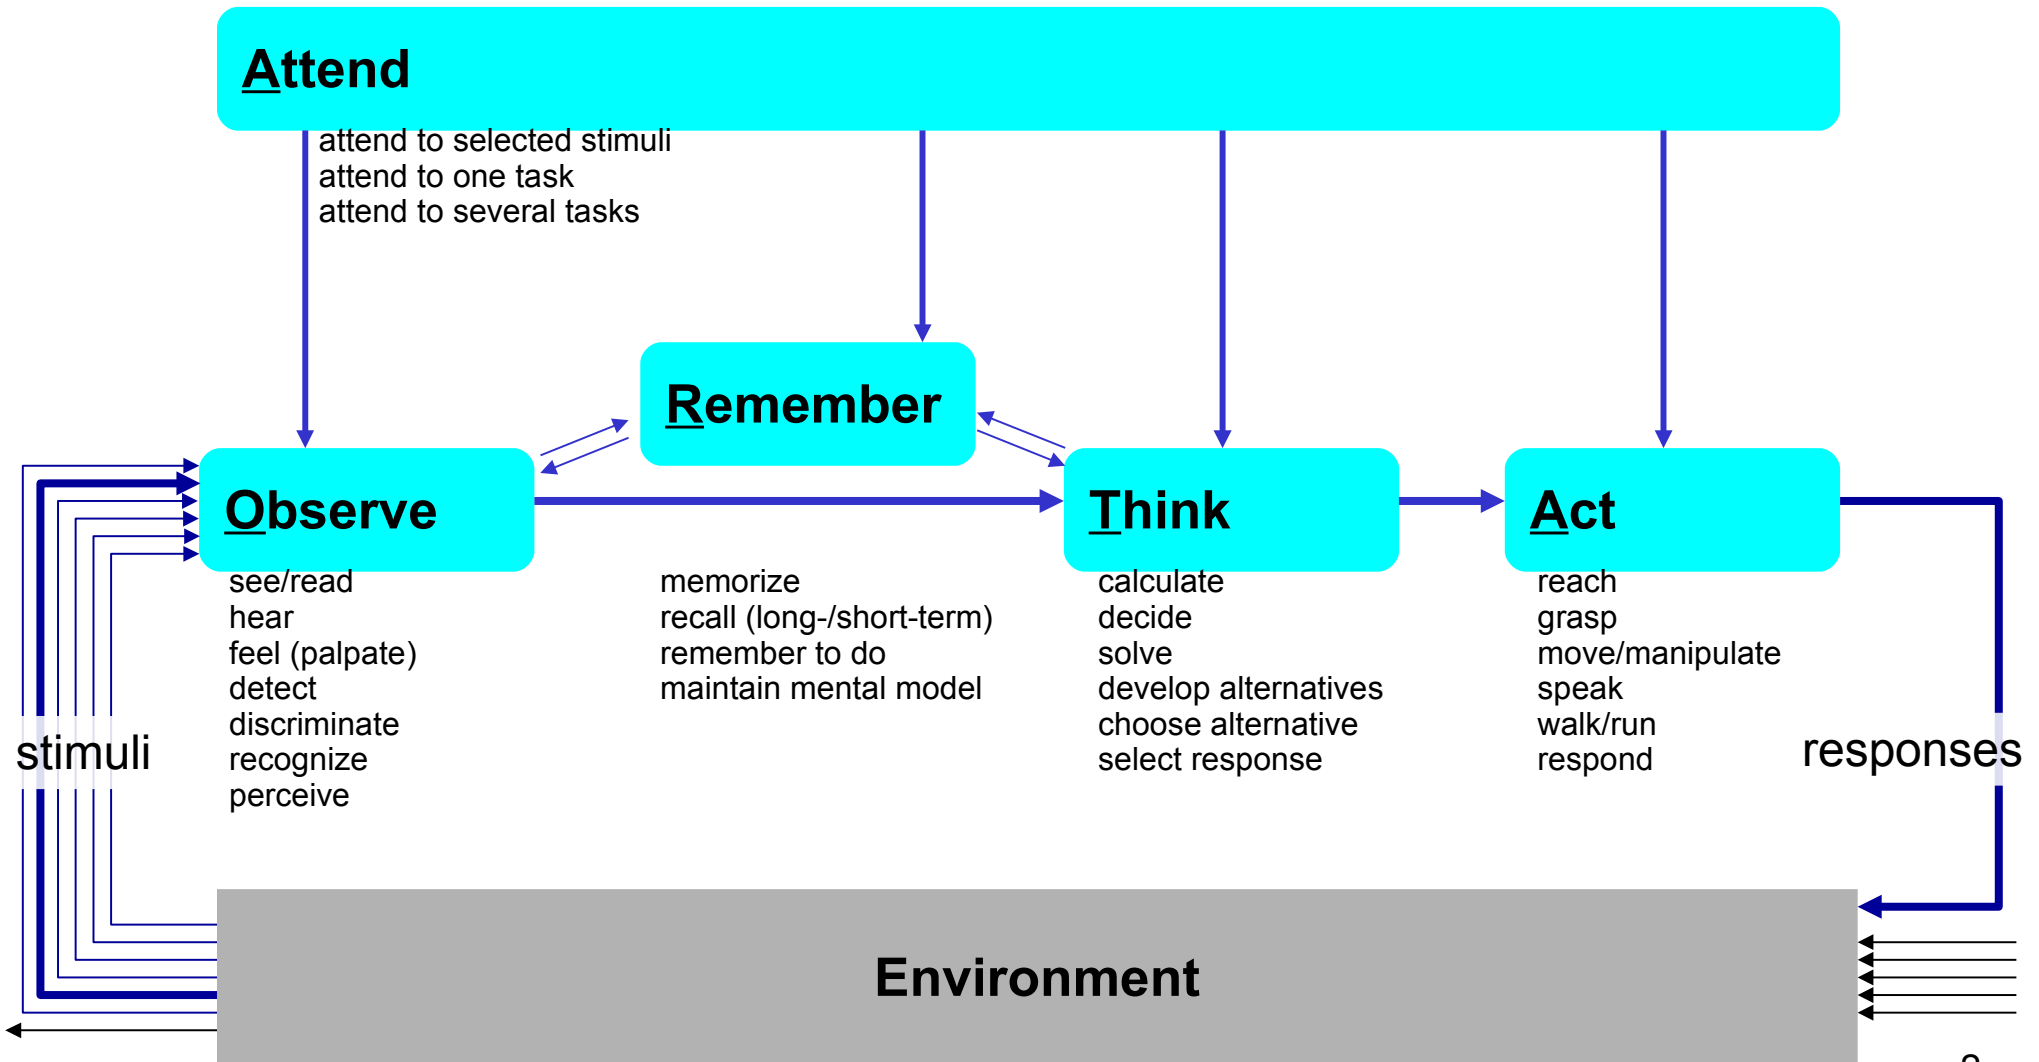 Attend
attend to selected stimuli
attend to one task
attend to several tasks
Remember
Observe
Think
Act
see/read
hear
feel (palpate)
detect
discriminate
recognize
perceive
memorize
recall (long-/short-term)
remember to do
maintain mental model
calculate
decide
solve
develop alternatives
choose alternative
select response
reach
grasp
move/manipulate
speak
walk/run
respond
stimuli
responses
Environment